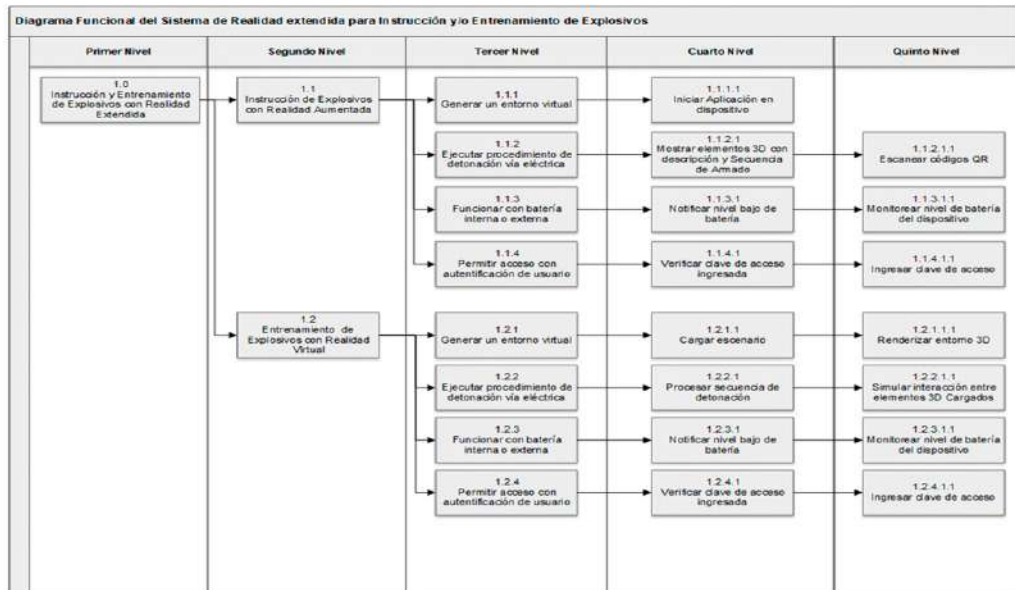 Diagrama Funcional del Sistema de Realidad extendida para Instrucción y/o Entrenamiento de Explosivos
Primer Nivel
Segundo Nivel
Tercer Nivel
Cuarto Nivel
Quinto Nivel
1.0
Instrucción y Entrenamiento
de Explosivos con Realidad
Extendida
1.1
Instrucción de Explosivos
con Realidad Aumentada
1.1.1
Generar un entorno virtual
1.1.1.1
Iniciar Aplicación en
dispositivo
1.1.2
Ejecutar procedimiento de
detonación vía eléctrica
1.1.2.1
Mostrar elementos 3D con
descripción y Secuencia
de Armado
1.1.2.1.1
Escanear códigos QR
1.1.3
Funcionar con batería
interna o externa
1.1.3.1
Notificar nivel bajo de
batería
1.1.3.1.1
Monitorear nivel de batería
del dispositivo
1.1.4
Permitir acceso con
autentificación de usuario
1.1.4.1
Verificar clave de acceso
ingresada
1.1.4.1.1
Ingresar clave de acceso
1.2
Entrenamiento de
Explosivos con Realidad
Virtual
1.2.1
Generar un entorno virtual
1.2.1.1
Cargar escenario
1.2.1.1.1
Renderizar entorno 3D
1.2.2
Ejecutar procedimiento de
detonación vía eléctrica
1.2.2.1
Procesar secuencia de
detonación
1.2.2.1.1
Simular interacción entre
elementos 3D Cargados
1.2.3
Funcionar con batería
interna o externa
1.2.3.1
Notificar nivel bajo de
batería
1.2.3.1.1
Monitorear nivel de batería
del dispositivo
1.2.4
Permitir acceso con
autentificación de usuario
1.2.4.1
Verificar clave de acceso
ingresada
1.2.4.1.1
Ingresar clave de acceso